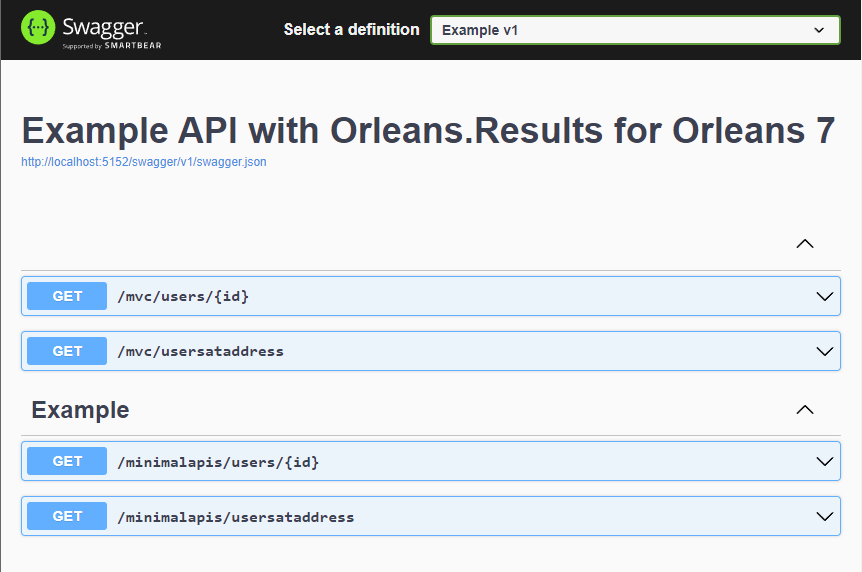 {···} Swagger.
Supported by SMARTBEAR
Select a definition
Example v1
Example API with Orleans.Results for Orleans 7
http://localhost:5152/swagger/v1/swagger.json
GET /mvc/users/{id}
GET /mvc/usersataddress
Example
GET /minimalapis/users/{id}
GET /minimalapis/usersataddress